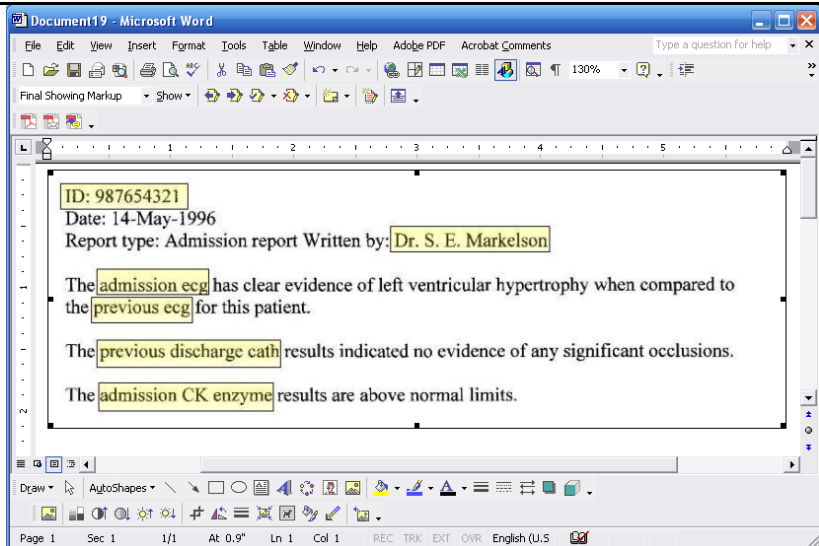 Document19 - Microsoft Word
File Edit View Insert Format Tools Table Window Help Adobe PDF Acrobat Comments Type a question for help
130%
Final Showing Markup Show
1 2 3 4 5
ID: 987654321
Date: 14-May-1996
Report type: Admission report Written by: Dr. S. E. Markelson
The admission ecg has clear evidence of left ventricular hypertrophy when compared to
the previous ecg for this patient.
The previous discharge cath results indicated no evidence of any significant occlusions.
The admission CK enzyme results are above normal limits.
Draw AutoShapes
Page 1 Sec 1 1/1 At 0.9" Ln 1 Col 1 REC TRK EXT OVR English (U.S